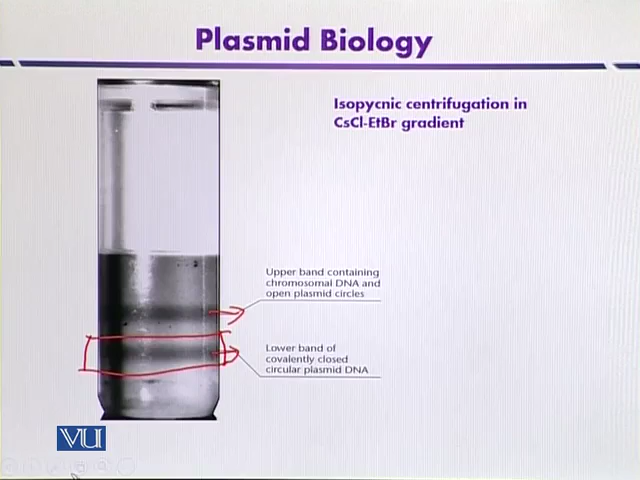 Plasmid Biology
Isopycnic centrifugation in
CsCl-EtBr gradient
Upper band containing
chromosomal DNA and
open plasmid circles
Lower band of
covalently closed
circular plasmid DNA
VU